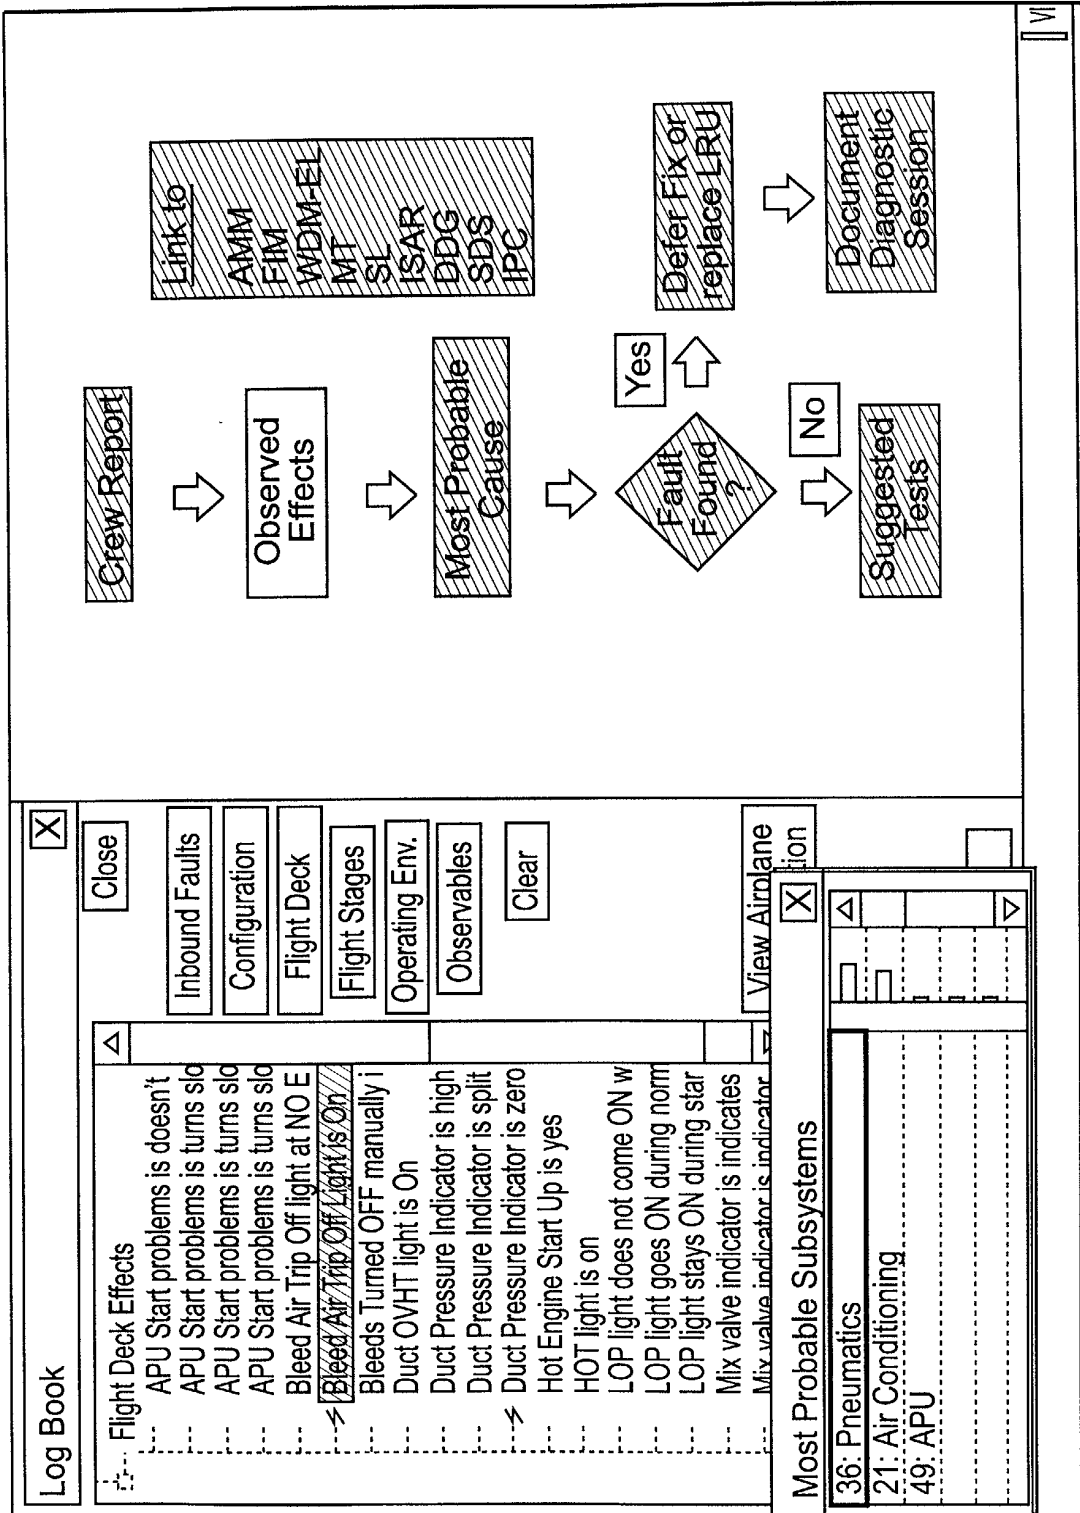 Log Book
X
Close
Flight Deck Effects
APU Start problems is doesn't
APU Start problems is turns slo
APU Start problems is turns slo
APU Start problems is turns slo
Bleed Air Trip Off light at NO E
Bleed Air Trip Off Light is On
Bleeds Turned OFF manually i
Duct OVHT light is On
Duct Pressure Indicator is high
Duct Pressure Indicator is split
Duct Pressure Indicator is zero
Hot Engine Start Up is yes
HOT light is on
LOP light does not come ON w
LOP light goes ON during norm
LOP light stays ON during star
Mix valve indicator is indicates
Mix valve indicator is indicator
Inbound Faults
Configuration
Flight Deck
Flight Stages
Operating Env.
Observables
Clear
View Airplane
tion
Most Probable Subsystems
X
36: Pneumatics
21: Air Conditioning
49: APU
Crew Report
Observed
Effects
Most Probable
Cause
Fault
Found
?
Yes
No
Suggested
Tests
Link to
AMM
FIM
WDM-EL
MT
SL
ISAR
DDG
SDS
IPC
Defer Fix or
replace LRU
Document
Diagnostic
Session